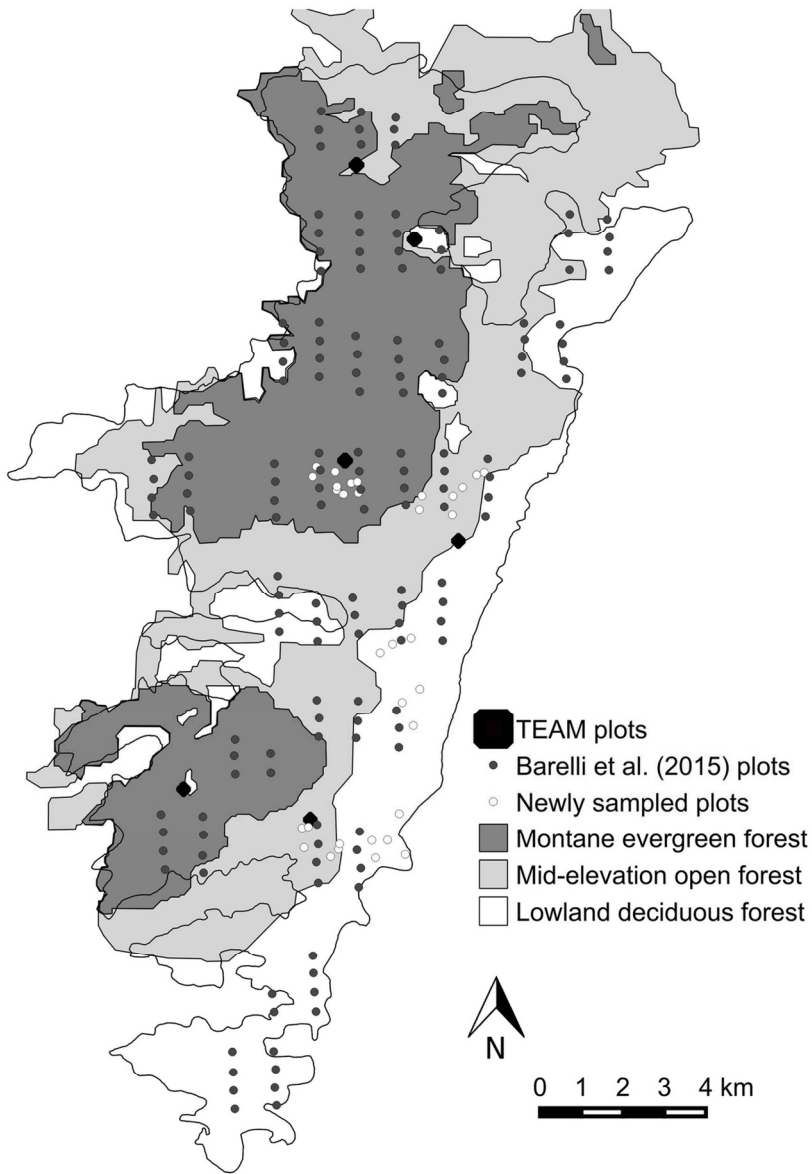 TEAM plots
Barelli et al. (2015) plots
Newly sampled plots
Montane evergreen forest
Mid-elevation open forest
Lowland deciduous forest
N
0 1 2 3 4 km